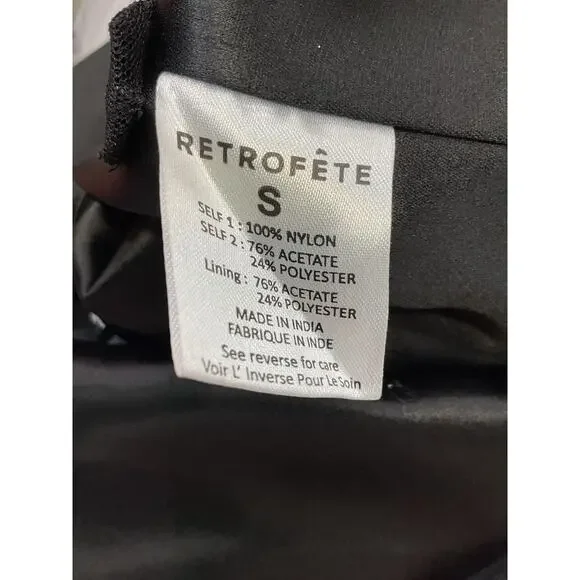 RETROFÊTE
S
SELF 1 : 100% NYLON
SELF 2 : 76% ACETATE
24% POLYESTER
Lining : 76% ACETATE
24% POLYESTER
MADE IN INDIA
FABRIQUE IN INDE
See reverse for care
Voir L' Inverse Pour Le Soin